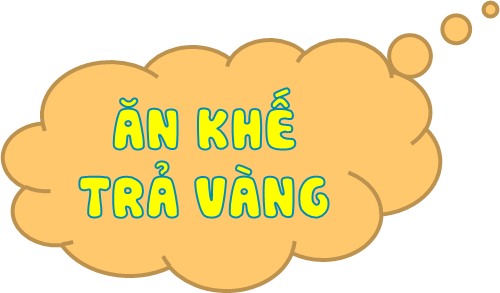 ĂN KHẾ
TRẢ VÀNG